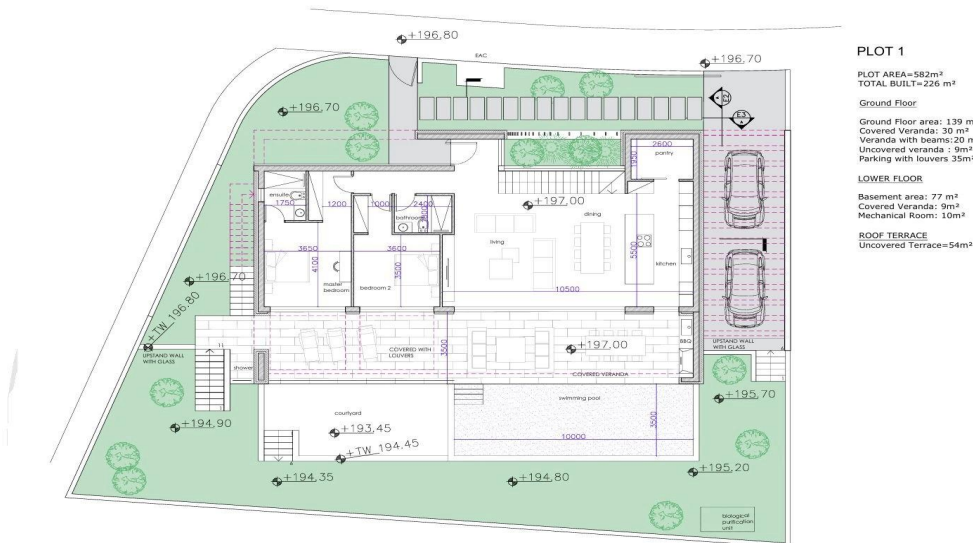 +196,80
EAC
+196,70
PLOT 1
PLOT AREA=582m²
TOTAL BUILT=226 m²
Ground Floor
Ground Floor area: 139 m
Covered Veranda: 30 m²
Veranda with beams:20 m
Uncovered veranda : 9m²
Parking with louvers 35m²
LOWER FLOOR
Basement area: 77 m²
Covered Veranda: 9m²
Mechanical Room: 10m²
ROOF TERRACE
Uncovered Terrace=54m²
+196,70
E2
E3
2600
1950
pantry
ensuite
1750
1200
1000
2400
bathroom
+197,00
dining
living
3650
4100
3600
3500
5500
kitchen
master
bedroom
bedroom 2
10500
+196,70
+TW 196.80
UPSTAND WALL
WITH GLASS
11
COVERED WITH
LOUVERS
3500
+197,00
BBQ
UPSTAND WALL
WITH GLASS
6
shower
COVERED VERANDA
+195,70
courtyard
swimming pool
+194,90
+193,45
3500
10000
+TW 194.45
6
+194,35
+194,80
+195,20
biological
purification
unit